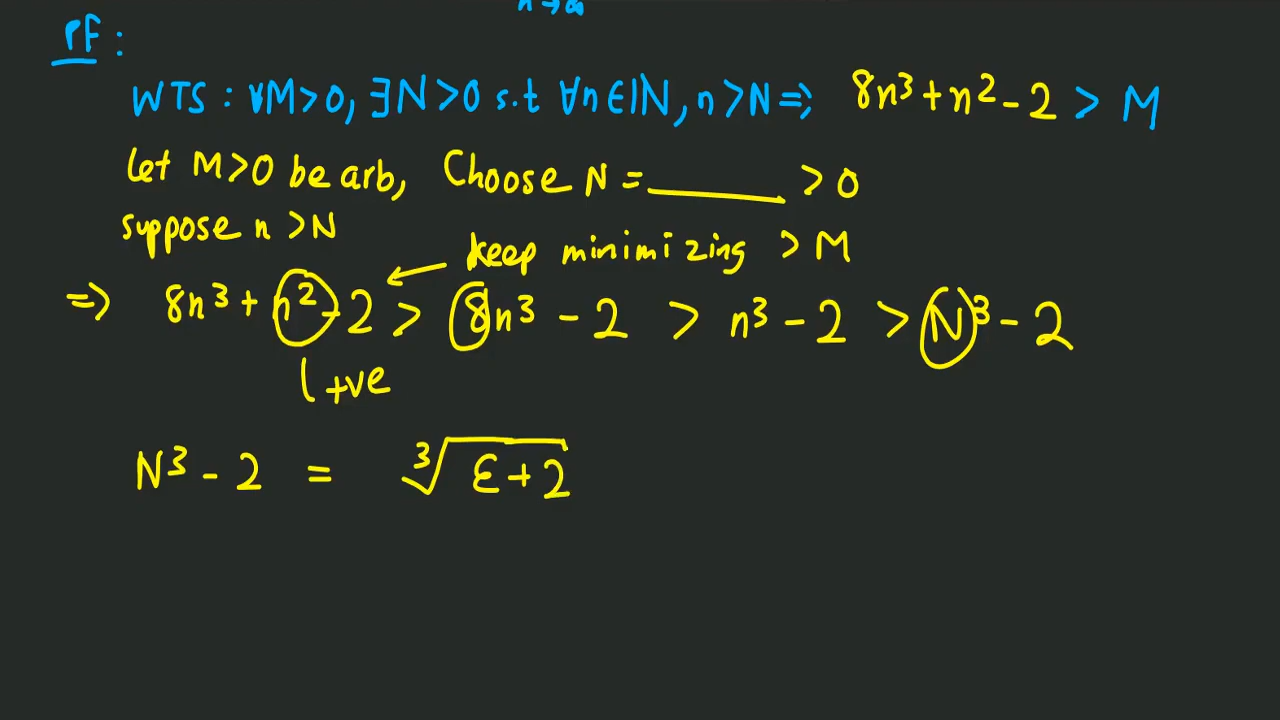 n→∞
PF:
WTS: ∀M>0, ∃N>0 s.t ∀n∈ℕ, n>N ⇒; 8n³+n²-2 > M
Let M>0 be arb, Choose N = ______ >0
suppose n >N
keep minimizing > M
=> 8n³ + n² - 2 > 8n³ - 2 > n³ - 2 > N³ - 2
+ve
N³ - 2 = ∛(ε+2)